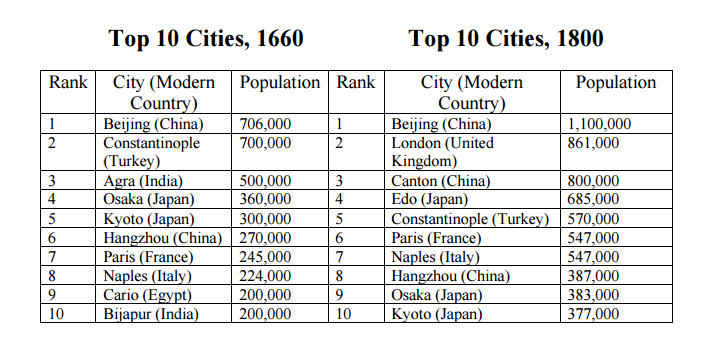 Top 10 Cities, 1660 Top 10 Cities, 1800
Rank City (Modern Country) Population Rank City (Modern Country) Population
1 Beijing (China) 706,000 1 Beijing (China) 1,100,000
2 Constantinople (Turkey) 700,000 2 London (United Kingdom) 861,000
3 Agra (India) 500,000 3 Canton (China) 800,000
4 Osaka (Japan) 360,000 4 Edo (Japan) 685,000
5 Kyoto (Japan) 300,000 5 Constantinople (Turkey) 570,000
6 Hangzhou (China) 270,000 6 Paris (France) 547,000
7 Paris (France) 245,000 7 Naples (Italy) 547,000
8 Naples (Italy) 224,000 8 Hangzhou (China) 387,000
9 Cario (Egypt) 200,000 9 Osaka (Japan) 383,000
10 Bijapur (India) 200,000 10 Kyoto (Japan) 377,000